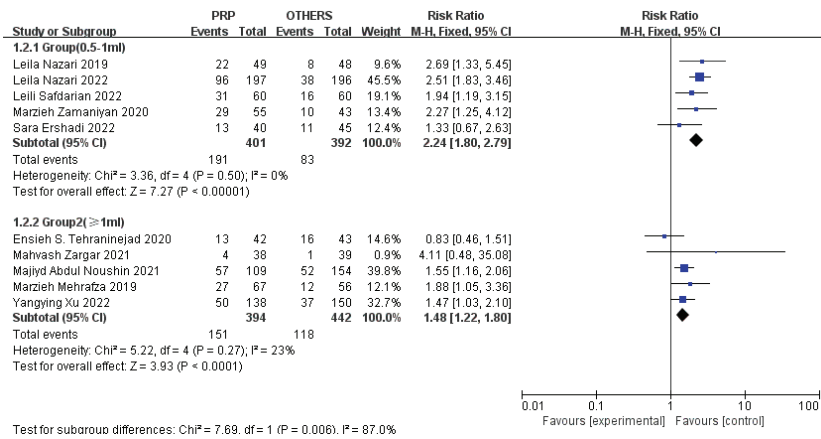 PRP OTHERS Risk Ratio Risk Ratio
Study or Subgroup Events Total Events Total Weight M-H, Fixed, 95% CI M-H, Fixed, 95% CI
1.2.1 Group(0.5-1ml)
Leila Nazari 2019 22 49 8 48 9.6% 2.69 [1.33, 5.45]
Leila Nazari 2022 96 197 38 196 45.5% 2.51 [1.83, 3.46]
Leili Safdarian 2022 31 60 16 60 19.1% 1.94 [1.19, 3.15]
Marzieh Zamaniyan 2020 29 55 10 43 13.4% 2.27 [1.25, 4.12]
Sara Ershadi 2022 13 40 11 45 12.4% 1.33 [0.67, 2.63]
Subtotal (95% CI) 401 392 100.0% 2.24 [1.80, 2.79]
Total events 191 83
Heterogeneity: Chi² = 3.36, df = 4 (P = 0.50); I² = 0%
Test for overall effect: Z = 7.27 (P < 0.00001)
1.2.2 Group2(≥1ml)
Ensieh S. Tehraninejad 2020 13 42 16 43 14.6% 0.83 [0.46, 1.51]
Mahvash Zargar 2021 4 38 1 39 0.9% 4.11 [0.48, 35.08]
Majiyd Abdul Noushin 2021 57 109 52 154 39.8% 1.55 [1.16, 2.06]
Marzieh Mehrafza 2019 27 67 12 56 12.1% 1.88 [1.05, 3.36]
Yangying Xu 2022 50 138 37 150 32.7% 1.47 [1.03, 2.10]
Subtotal (95% CI) 394 442 100.0% 1.48 [1.22, 1.80]
Total events 151 118
Heterogeneity: Chi² = 5.22, df = 4 (P = 0.27); I² = 23%
Test for overall effect: Z = 3.93 (P < 0.0001)
0.01 0.1 1 10 100
Favours [experimental] Favours [control]
Test for subgroup differences: Chi² = 7.69, df = 1 (P = 0.006), I² = 87.0%